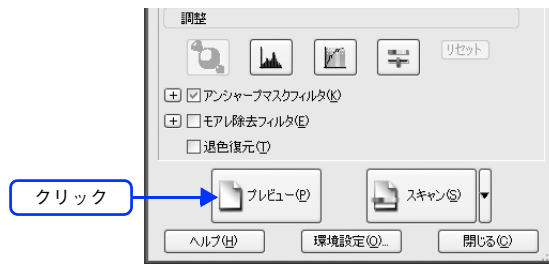 調整
リセット
アンシャープマスクフィルタ(K)
モアレ除去フィルタ(E)
退色復元(T)
クリック
プレビュー(P)
スキャン(S)
ヘルプ(H)
環境設定(O)...
閉じる(C)